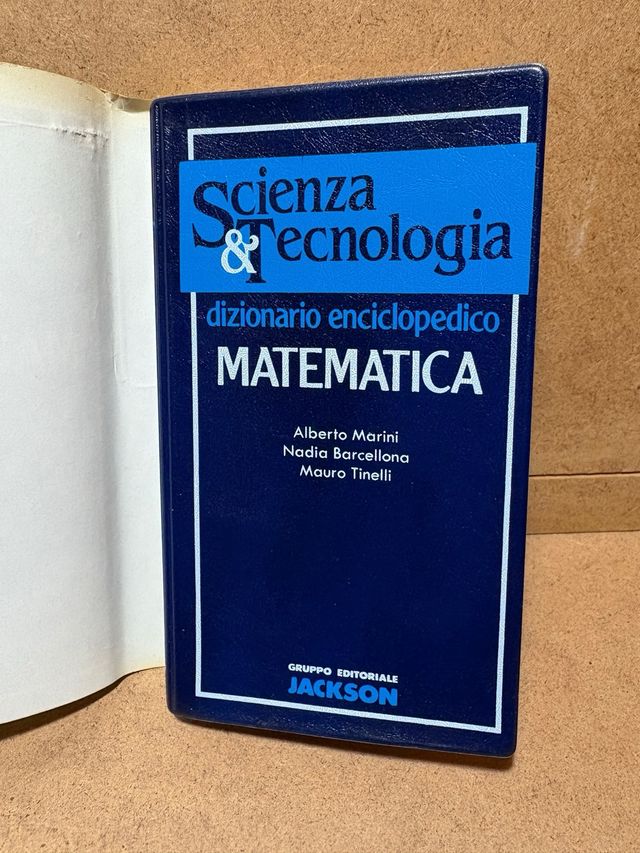 Scienza
& Tecnologia
dizionario enciclopedico
MATEMATICA
Alberto Marini
Nadia Barcellona
Mauro Tinelli
GRUPPO EDITORIALE
JACKSON